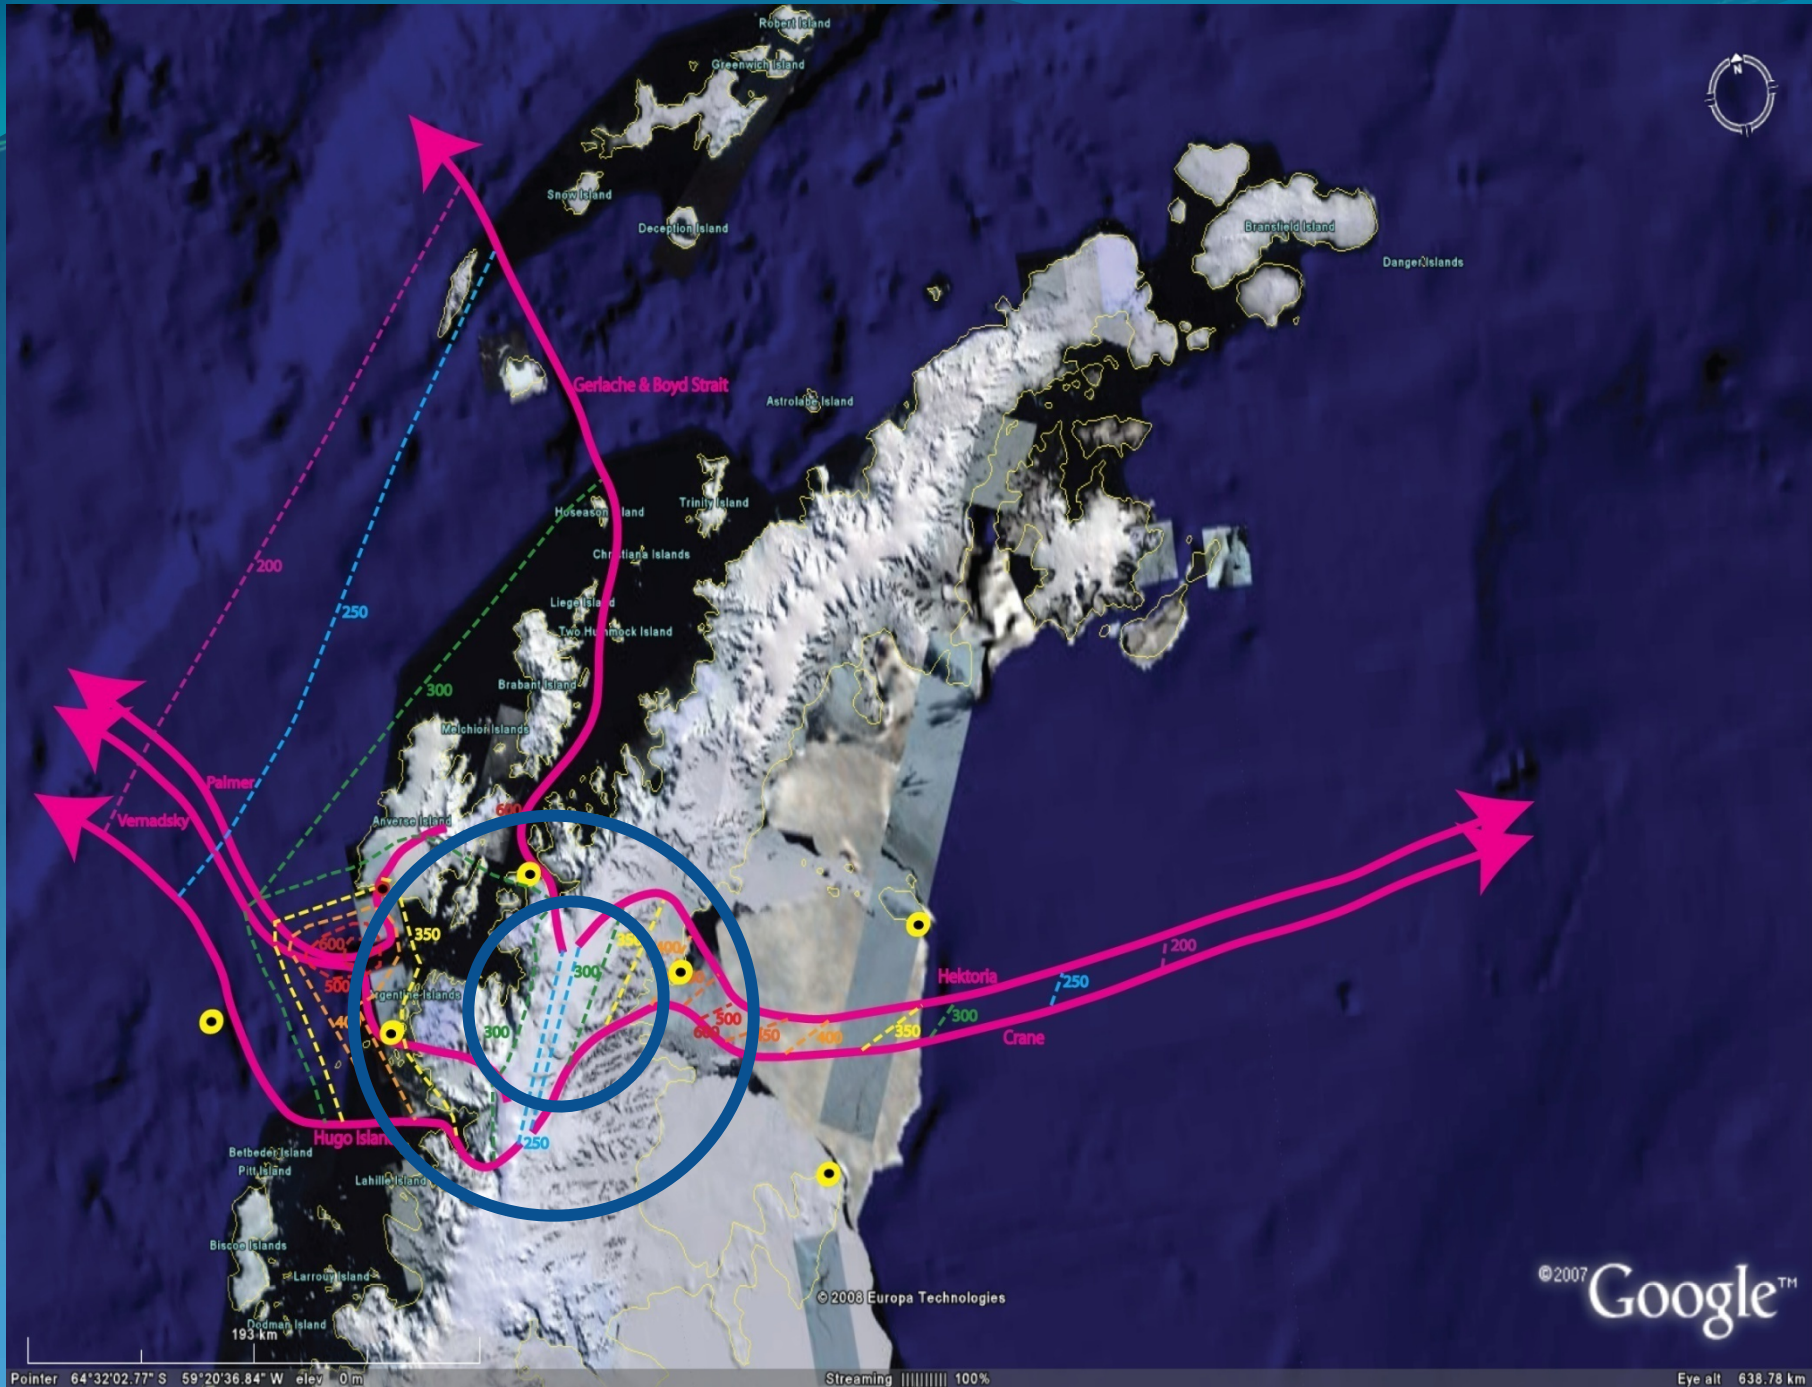 Robert Island
Greenwich Island
N
Snow Island
Deception Island
Bransfield Island
Danger Islands
Gerlache & Boyd Strait
Astrolabe Island
Trinity Island
Christiana Islands
200
250
Liege Island
Two Hummock Island
300
Brabant Island
Melchior Islands
Palmer
Vernadsky
600
Anverse Island
350
600
350
400
300
500
Argentine Islands
300
500
600
450
400
350
300
250
200
Hektoria
Crane
250
Hugo Island
Betbeder Island
Pitt Island
Lahille Island
Biscoe Islands
Larrouy Island
Dodman Island
193 km
© 2008 Europa Technologies
©2007 Google™
Pointer 64°32'02.77" S 59°20'36.84" W elev 0 m
Streaming ||||||||| 100%
Eye alt 638.78 km